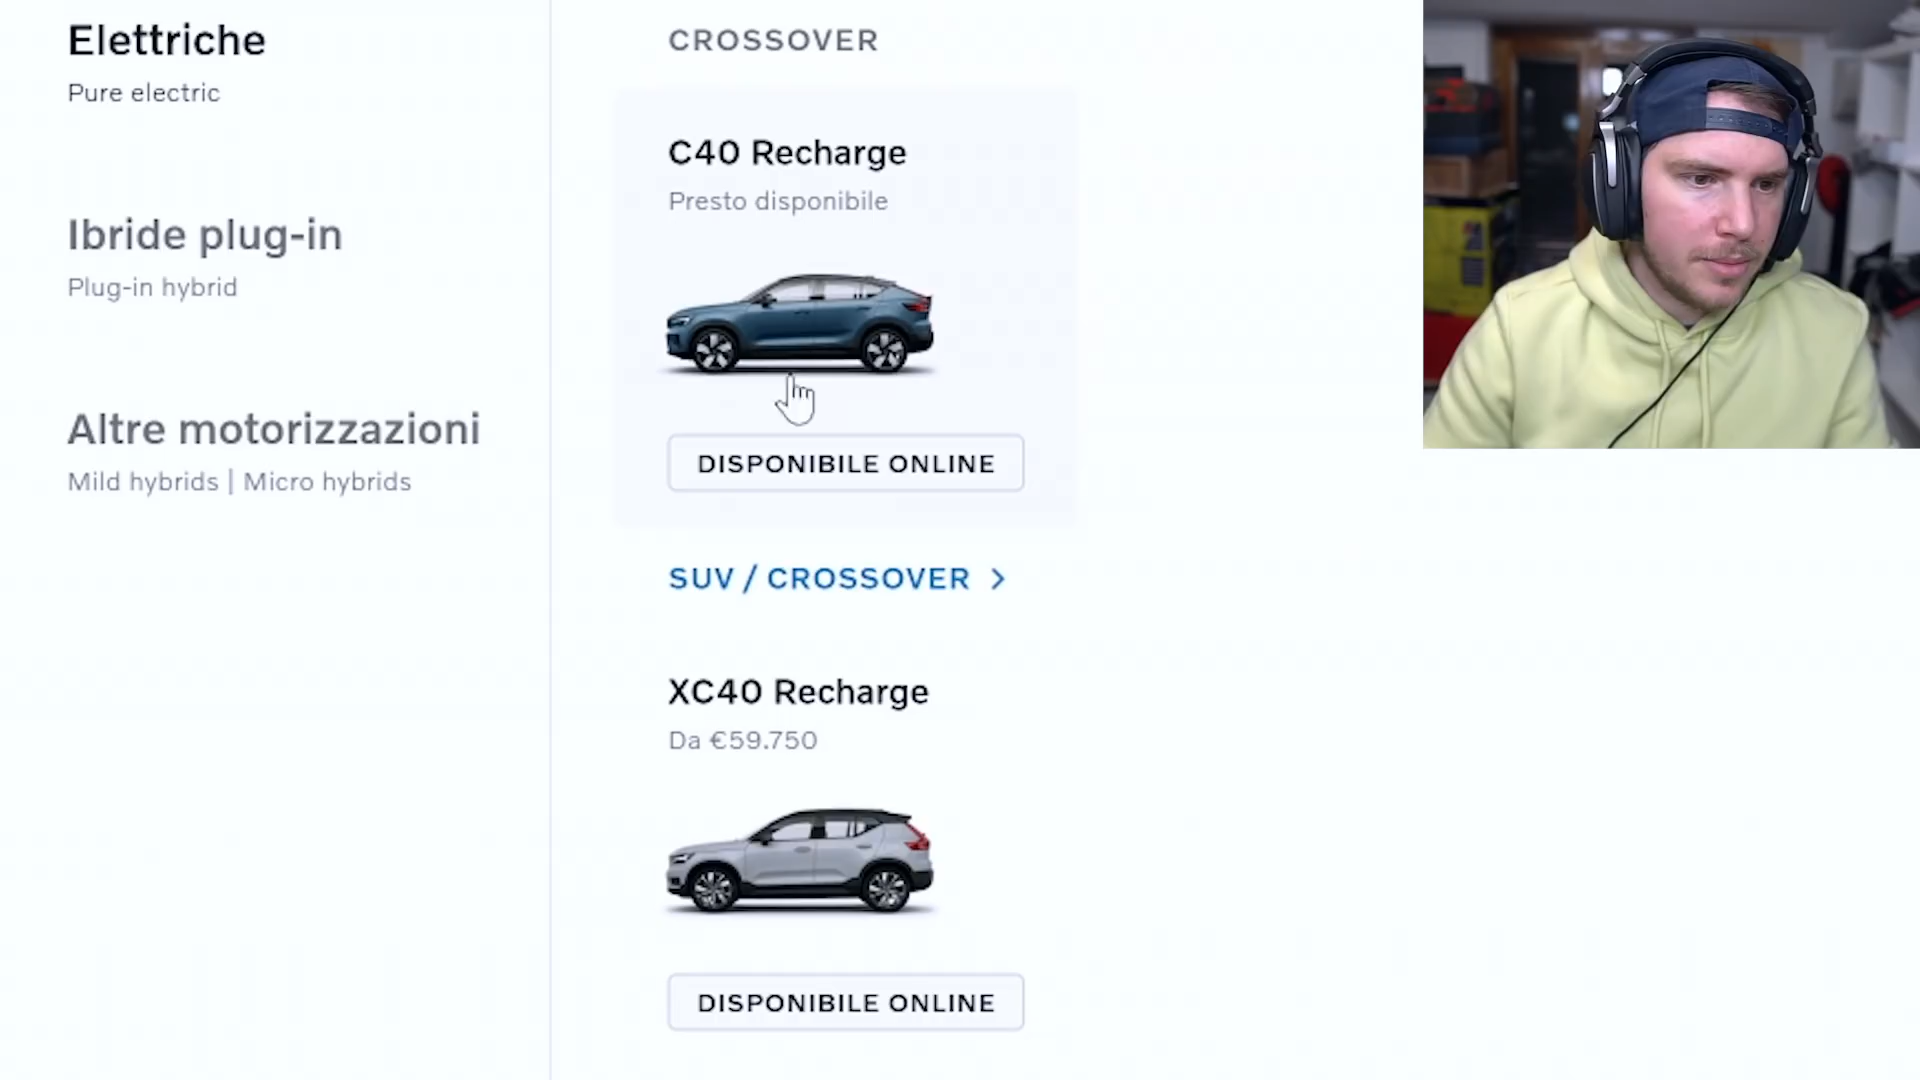 Elettriche
Pure electric
Ibride plug-in
Plug-in hybrid
Altre motorizzazioni
Mild hybrids | Micro hybrids
CROSSOVER
C40 Recharge
Presto disponibile
DISPONIBILE ONLINE
SUV / CROSSOVER >
XC40 Recharge
Da €59.750
DISPONIBILE ONLINE